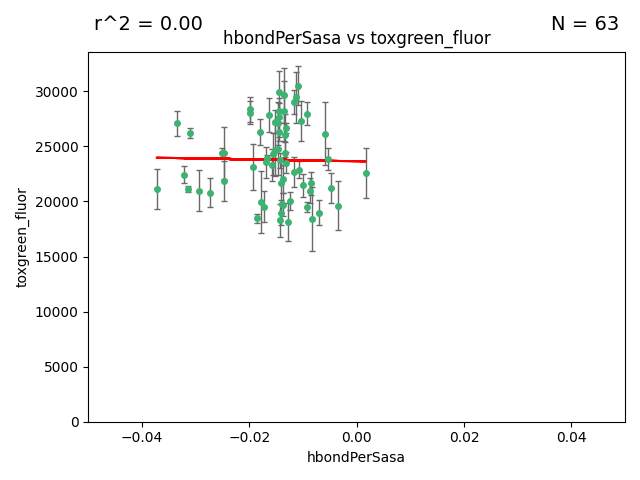 r^2 = 0.00
N = 63
hbondPerSasa vs toxgreen_fluor
toxgreen_fluor
30000
25000
20000
15000
10000
5000
0
−0.04
−0.02
0.00
0.02
0.04
hbondPerSasa